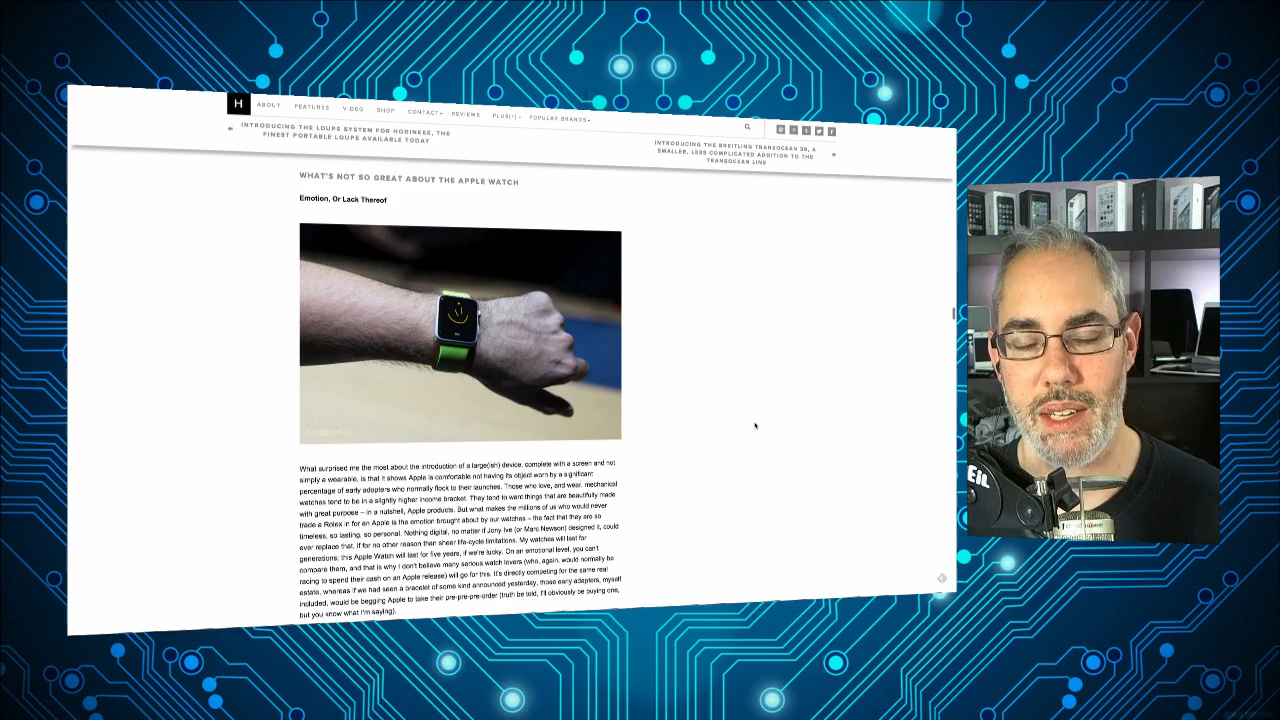 H
ABOUT FEATURES VIDEO SHOP CONTACT REVIEWS PLUS[+] POPULAR BRANDS
INTRODUCING THE LOUPE SYSTEM FOR HODINKEE, THE
FINEST PORTABLE LOUPE AVAILABLE TODAY
INTRODUCING THE BREITLING TRANSOCEAN 38, A
SMALLER, LESS COMPLICATED ADDITION TO THE
TRANSOCEAN LINE
WHAT'S NOT SO GREAT ABOUT THE APPLE WATCH
Emotion, Or Lack Thereof
© HODINKEE
What surprised me the most about the introduction of a large(ish) device, complete with a screen and not
simply a wearable, is that it shows Apple is comfortable not having its object worn by a significant
percentage of early adopters who normally flock to their launches. Those who love, and wear, mechanical
watches tend to be in a slightly higher income bracket. They tend to want things that are beautifully made
with great purpose – in a nutshell, Apple products. But what makes the millions of us who would never
trade a Rolex in for an Apple is the emotion brought about by our watches – the fact that they are so
timeless, so lasting, so personal. Nothing digital, no matter if Jony Ive (or Marc Newson) designed it, could
ever replace that, if for no other reason than sheer life-cycle limitations. My watches will last for
generations; this Apple Watch will last for five years, if we're lucky. On an emotional level, you can't
compare them, and that is why I don't believe many serious watch lovers (who, again, would normally be
racing to spend their cash on an Apple release) will go for this. It's directly competing for the same real
estate, whereas if we had seen a bracelet of some kind announced yesterday, those early adapters, myself
included, would be begging Apple to take their pre-pre-pre-order (truth be told, I'll obviously be buying one,
but you know what I'm saying).
EiL